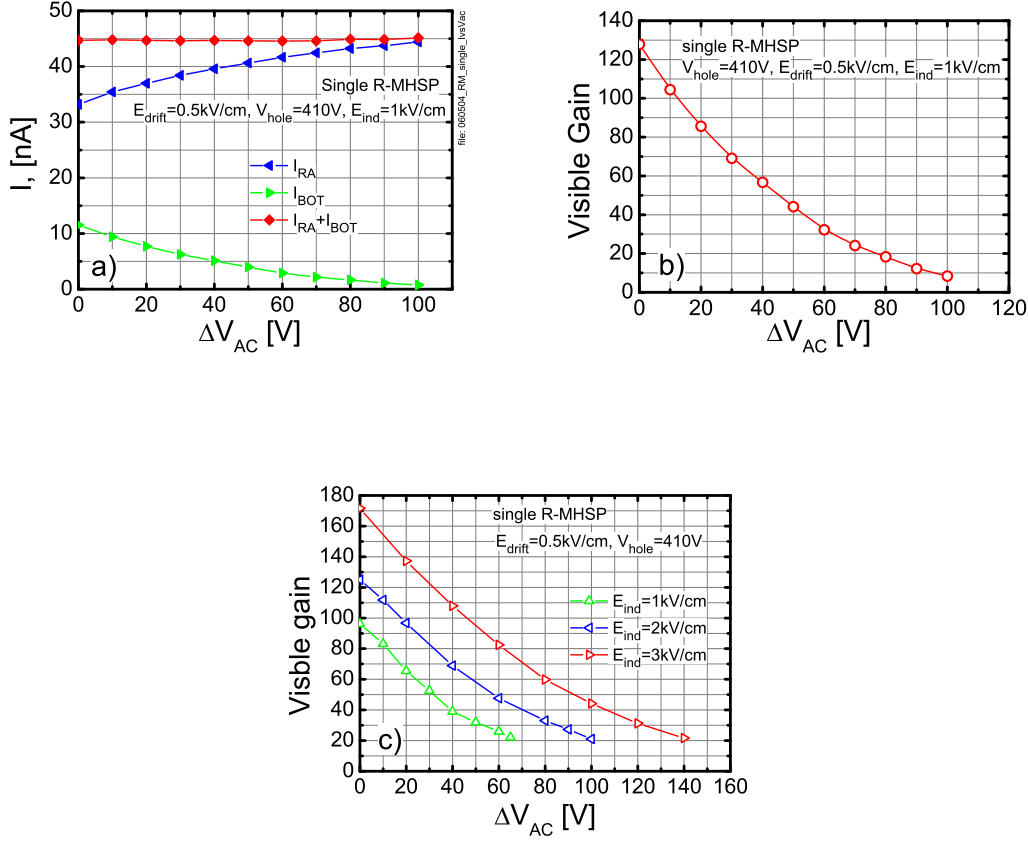 50
45
40
30
20
10
0
I, [nA]
Single R-MHSP
E_drift=0.5kV/cm, V_hole=410V, E_ind=1kV/cm
I_RA
I_BOT
I_RA+I_BOT
a)
0 20 40 60 80 100
ΔV_AC [V]
file: 060504_RM_single_IvsVac
140
120
100
80
60
40
20
0
Visible Gain
single R-MHSP
V_hole=410V, E_drift=0.5kV/cm, E_ind=1kV/cm
b)
0 20 40 60 80 100 120
ΔV_AC [V]
180
160
140
120
100
80
60
40
20
0
Visble gain
single R-MHSP
E_drift=0.5kV/cm, V_hole=410V
E_ind=1kV/cm
E_ind=2kV/cm
E_ind=3kV/cm
c)
0 20 40 60 80 100 120 140 160
ΔV_AC [V]